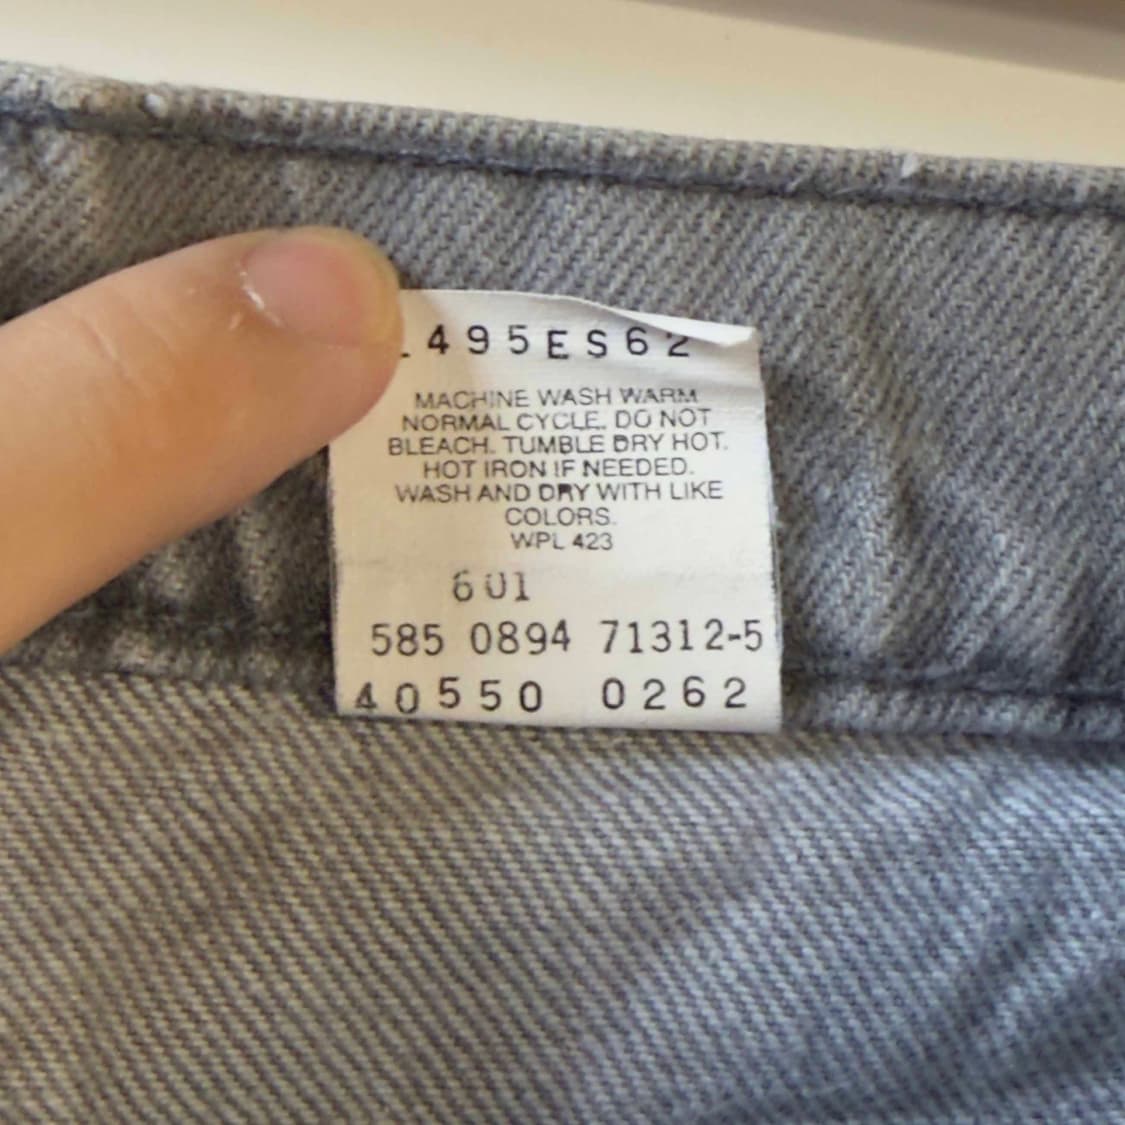 495ES62
MACHINE WASH WARM
NORMAL CYCLE. DO NOT
BLEACH. TUMBLE DRY HOT.
HOT IRON IF NEEDED.
WASH AND DRY WITH LIKE
COLORS.
WPL 423
601
585 0894 71312-5
40550 0262